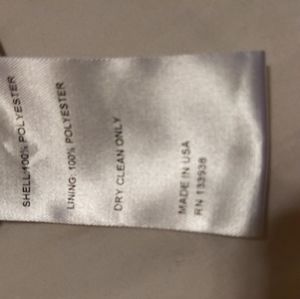 SHELL:100% POLYESTER
LINING: 100% POLYESTER
DRY CLEAN ONLY
MADE IN USA
RN 133938